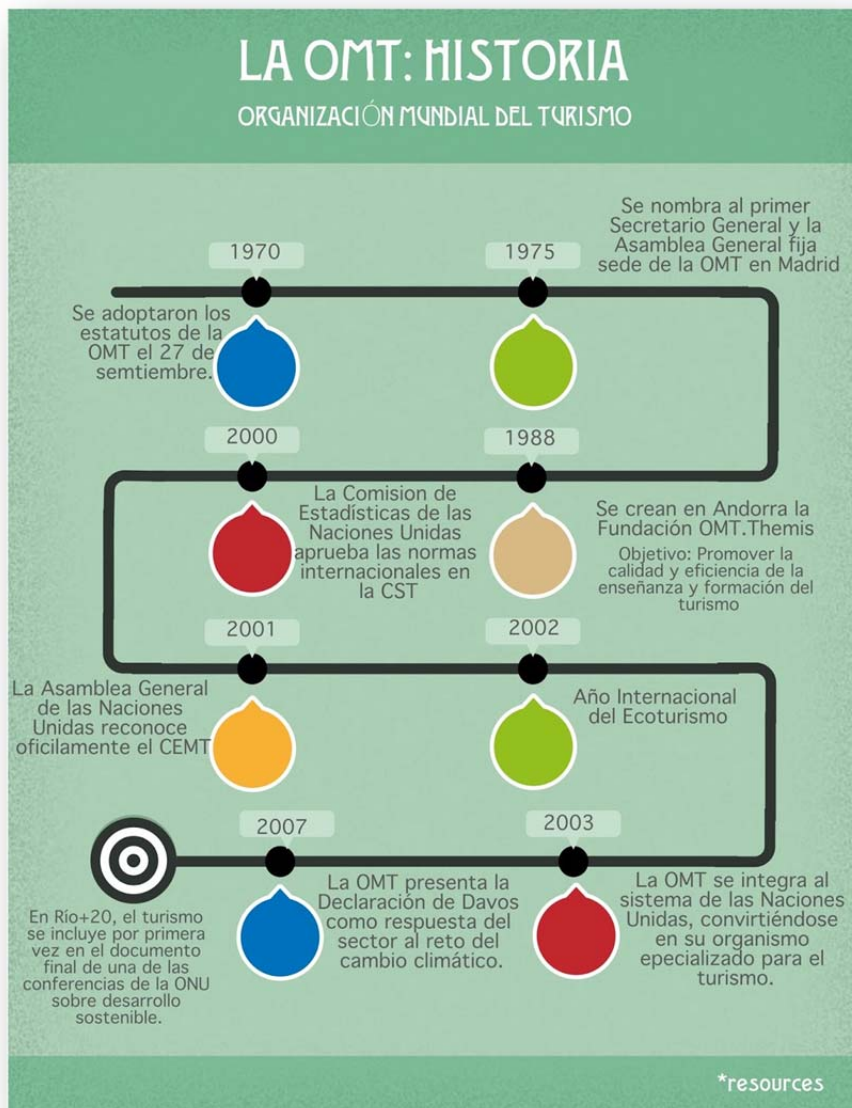 LA OMT: HISTORIA
ORGANIZACIÓN MUNDIAL DEL TURISMO
1970
Se adoptaron los
estatutos de la
OMT el 27 de
semtiembre.
1975
Se nombra al primer
Secretario General y la
Asamblea General fija
sede de la OMT en Madrid
1988
Se crean en Andorra la
Fundación OMT.Themis
Objetivo: Promover la
calidad y eficiencia de la
enseñanza y formación del
turismo
2000
La Comision de
Estadísticas de las
Naciones Unidas
aprueba las normas
internacionales en
la CST
2001
La Asamblea General
de las Naciones
Unidas reconoce
oficilamente el CEMT
2002
Año Internacional
del Ecoturismo
2003
La OMT se integra al
sistema de las Naciones
Unidas, convirtiéndose
en su organismo
epecializado para el
turismo.
2007
La OMT presenta la
Declaración de Davos
como respuesta del
sector al reto del
cambio climático.
En Río+20, el turismo
se incluye por primera
vez en el documento
final de una de las
conferencias de la ONU
sobre desarrollo
sostenible.
*resources